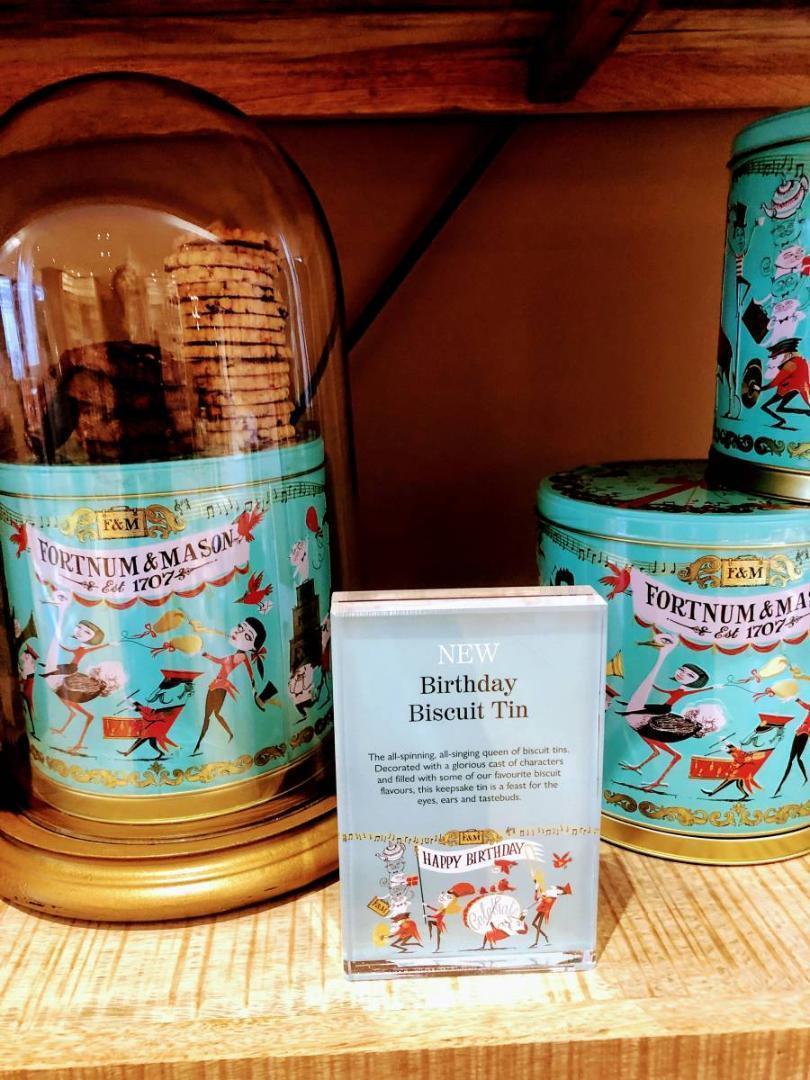 F&M
FORTNUM & MASON
Est 1707
F&M
FORTNUM & MAS
Est 1707
NEW
Birthday
Biscuit Tin
The all-spinning, all-singing queen of biscuit tins.
Decorated with a glorious cast of characters
and filled with some of our favourite biscuit
flavours, this keepsake tin is a feast for the
eyes, ears and tastebuds.
F&M
HAPPY BIRTHDAY
F&M
Celebrate